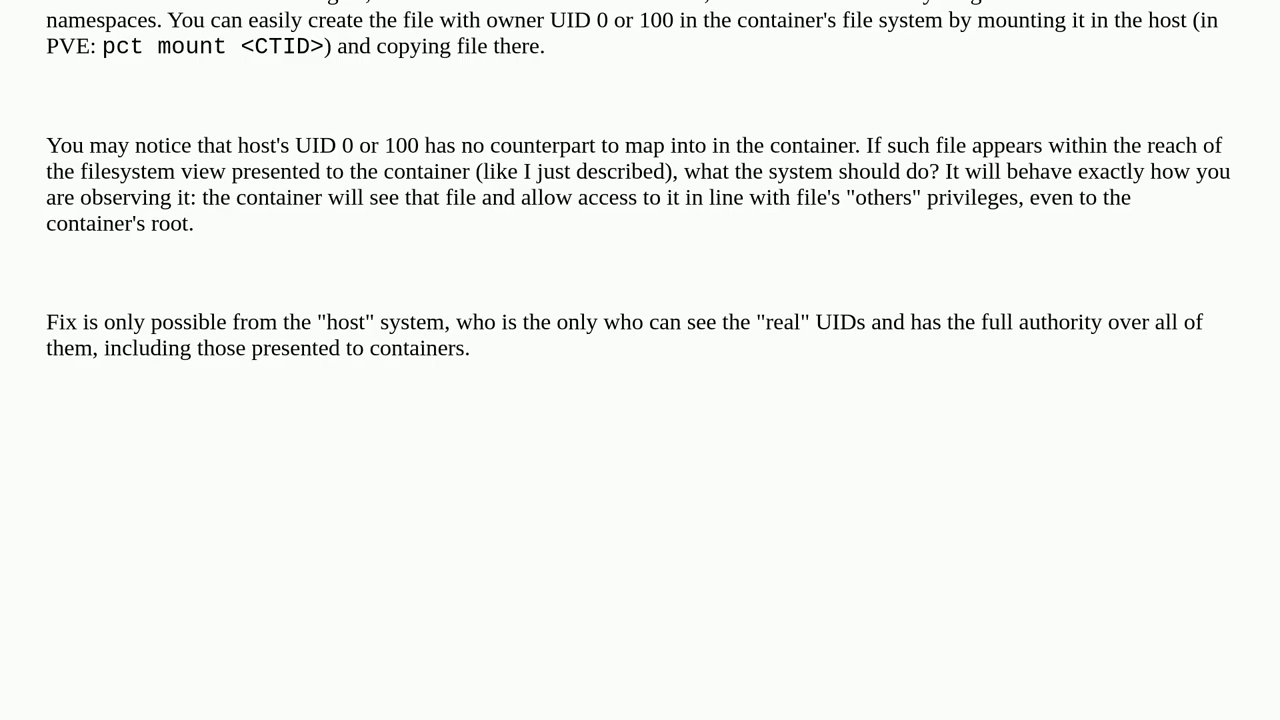 namespaces. You can easily create the file with owner UID 0 or 100 in the container's file system by mounting it in the host (in
PVE: pct mount <CTID>) and copying file there.
You may notice that host's UID 0 or 100 has no counterpart to map into in the container. If such file appears within the reach of
the filesystem view presented to the container (like I just described), what the system should do? It will behave exactly how you
are observing it: the container will see that file and allow access to it in line with file's "others" privileges, even to the
container's root.
Fix is only possible from the "host" system, who is the only who can see the "real" UIDs and has the full authority over all of
them, including those presented to containers.